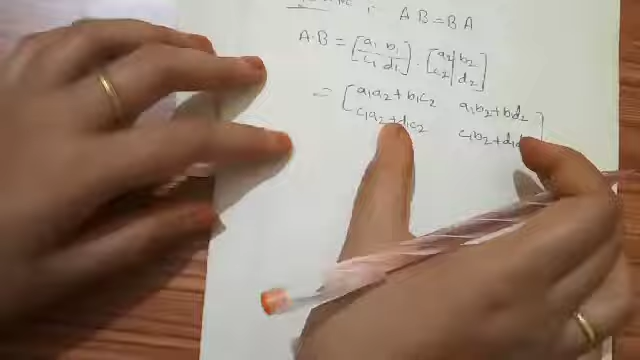 AB = BA
A·B = [a₁ b₁ c₁ d₁] · [a₂ b₂ c₂ d₂]
= [a₁a₂ + b₁c₂ a₁b₂ + b₁d₂
c₁a₂ + d₁c₂ c₁b₂ + d₁d₂]